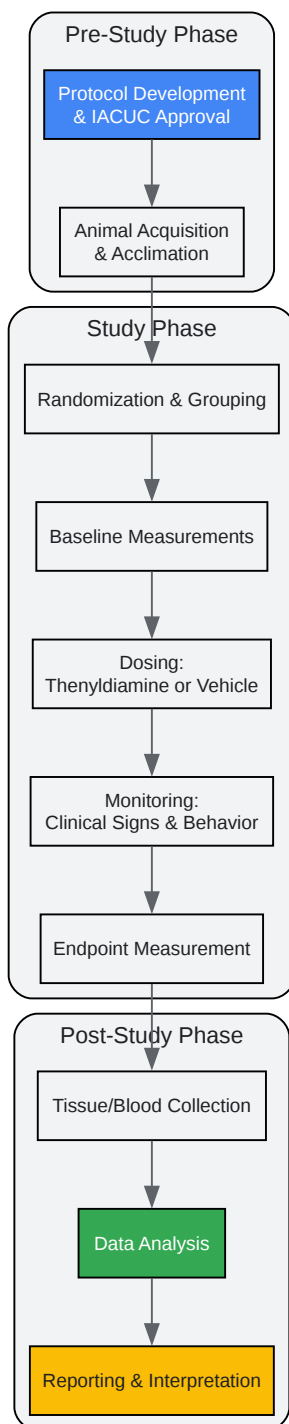 Pre-Study Phase
Protocol Development
& IACUC Approval
Animal Acquisition
& Acclimation
Study Phase
Randomization & Grouping
Baseline Measurements
Dosing:
Thenyldiamine or Vehicle
Monitoring:
Clinical Signs & Behavior
Endpoint Measurement
Post-Study Phase
Tissue/Blood Collection
Data Analysis
Reporting & Interpretation